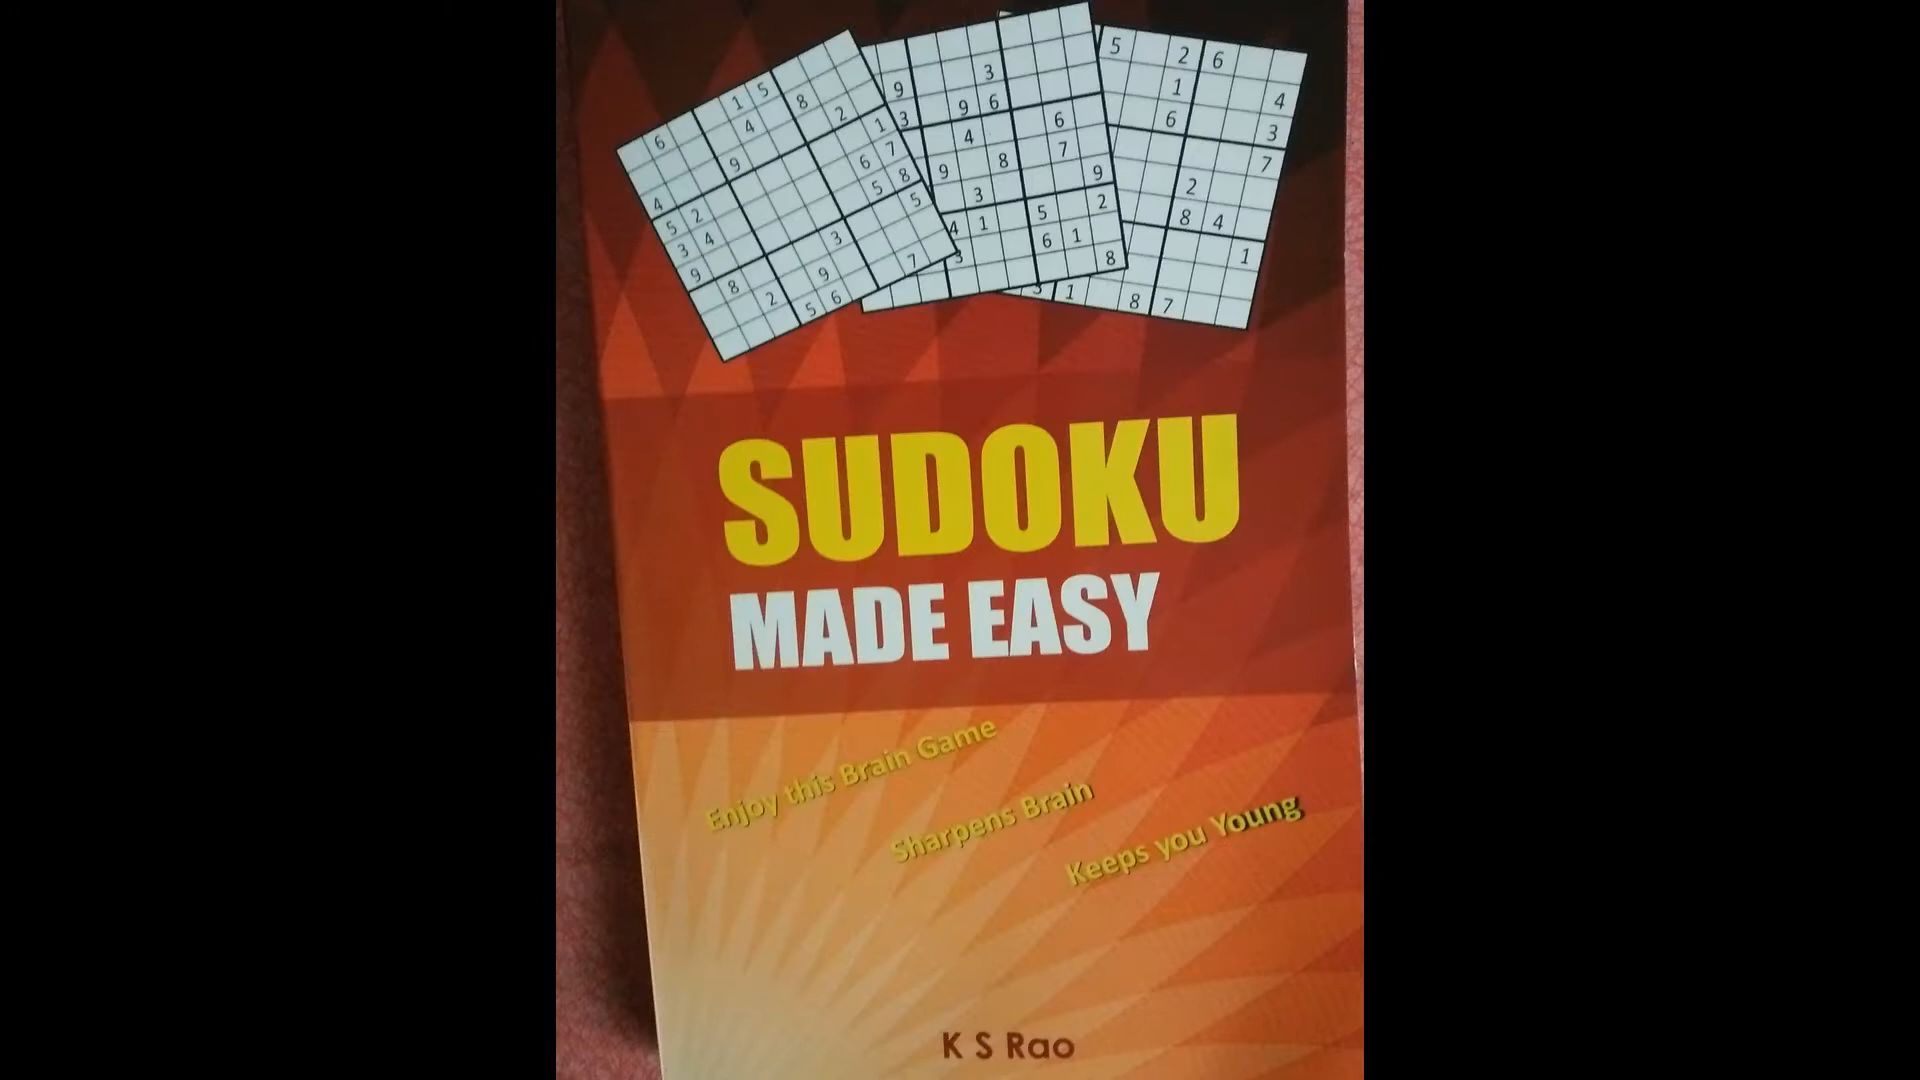 SUDOKU
MADE EASY
Enjoy this Brain Game
Sharpens Brain
Keeps you Young
K S Rao